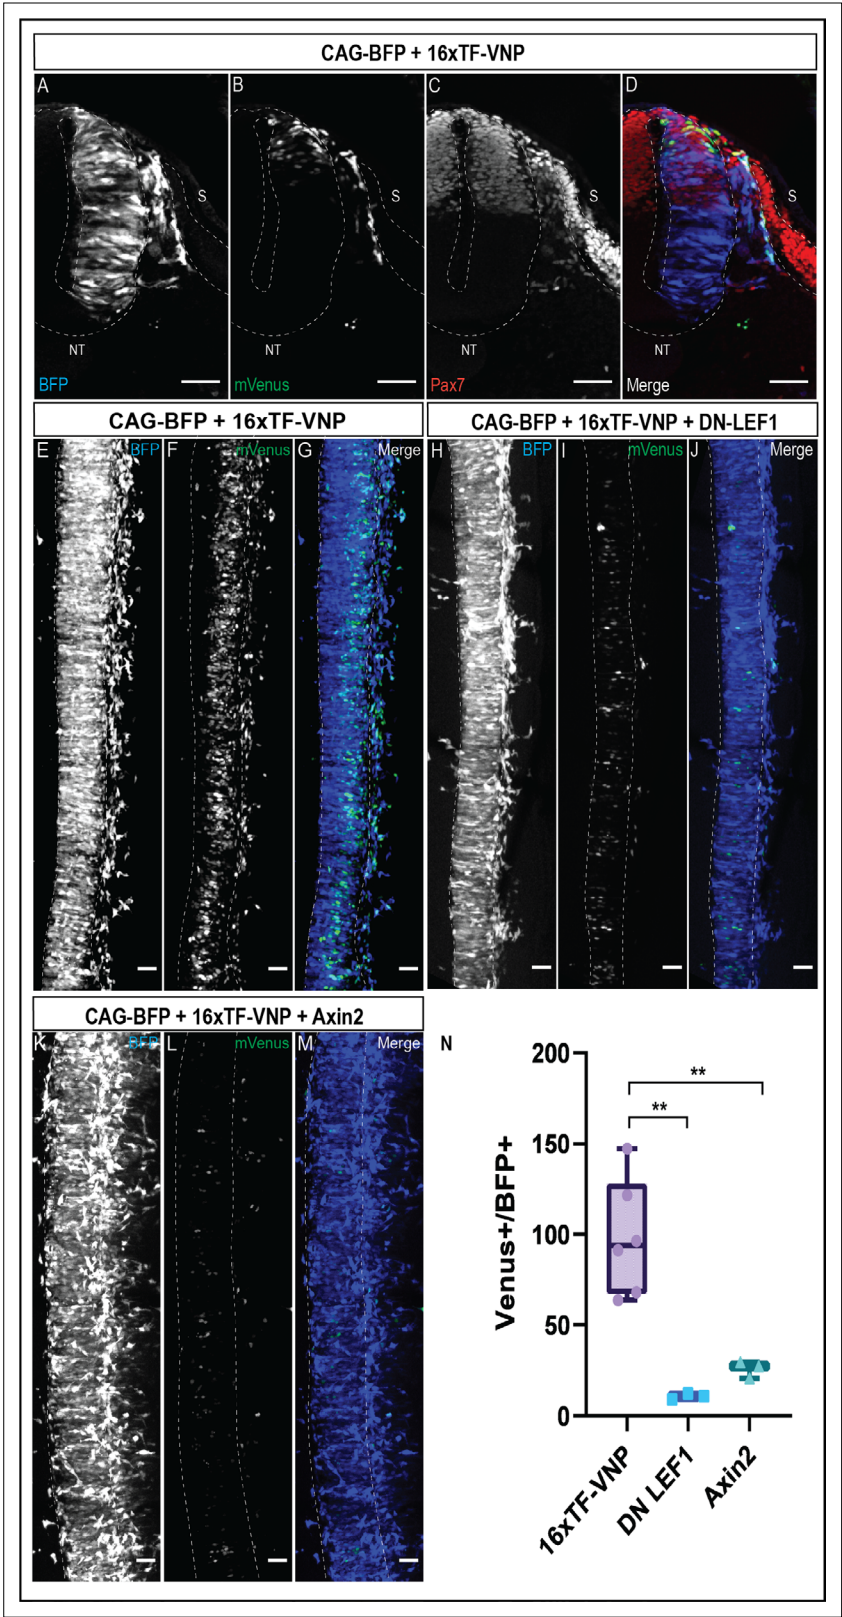 CAG-BFP + 16xTF-VNP
A B C D
S S S
NT NT NT
BFP mVenus Pax7 Merge
CAG-BFP + 16xTF-VNP
CAG-BFP + 16xTF-VNP + DN-LEF1
E BFP F mVenus G Merge H BFP I mVenus J Merge
CAG-BFP + 16xTF-VNP + Axin2
K BFP L mVenus M Merge N
200
**
**
150
100
50
0
Venus+/BFP+
16xTF-VNP
DN LEF1
Axin2